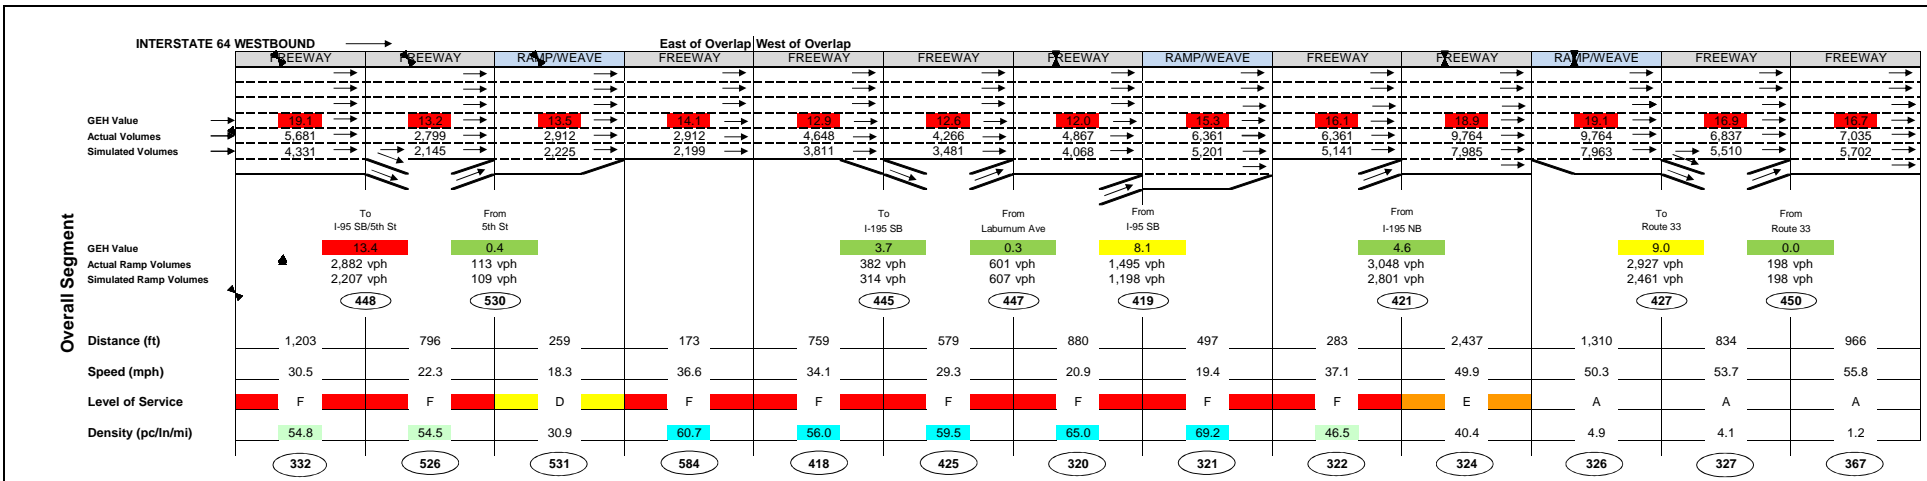 INTERSTATE 64 WESTBOUND East of Overlap West of Overlap
FREEWAY FREEWAY RAMP/WEAVE FREEWAY FREEWAY FREEWAY FREEWAY RAMP/WEAVE FREEWAY FREEWAY RAMP/WEAVE FREEWAY FREEWAY
GEH Value 19.1 13.2 13.5 14.1 12.9 12.6 12.0 15.3 16.1 18.9 19.1 16.9 16.7
Actual Volumes 5,681 2,799 2,912 2,912 4,648 4,266 4,867 6,361 6,361 9,764 9,764 6,837 7,035
Simulated Volumes 4,331 2,145 2,225 2,199 3,811 3,481 4,068 5,201 5,141 7,985 7,963 5,510 5,702
To From To From From From To From
I-95 SB/5th St 5th St I-195 SB Laburnum Ave I-95 SB I-195 NB Route 33 Route 33
GEH Value 13.4 0.4 3.7 0.3 8.1 4.6 9.0 0.0
Actual Ramp Volumes 2,882 vph 113 vph 382 vph 601 vph 1,495 vph 3,048 vph 2,927 vph 198 vph
Simulated Ramp Volumes 2,207 vph 109 vph 314 vph 607 vph 1,198 vph 2,801 vph 2,461 vph 198 vph
448 530 445 447 419 421 427 450
Overall Segment
Distance (ft) 1,203 796 259 173 759 579 880 497 283 2,437 1,310 834 966
Speed (mph) 30.5 22.3 18.3 36.6 34.1 29.3 20.9 19.4 37.1 49.9 50.3 53.7 55.8
Level of Service F F D F F F F F F E A A A
Density (pc/ln/mi) 54.8 54.5 30.9 60.7 56.0 59.5 65.0 69.2 46.5 40.4 4.9 4.1 1.2
332 526 531 584 418 425 320 321 322 324 326 327 367